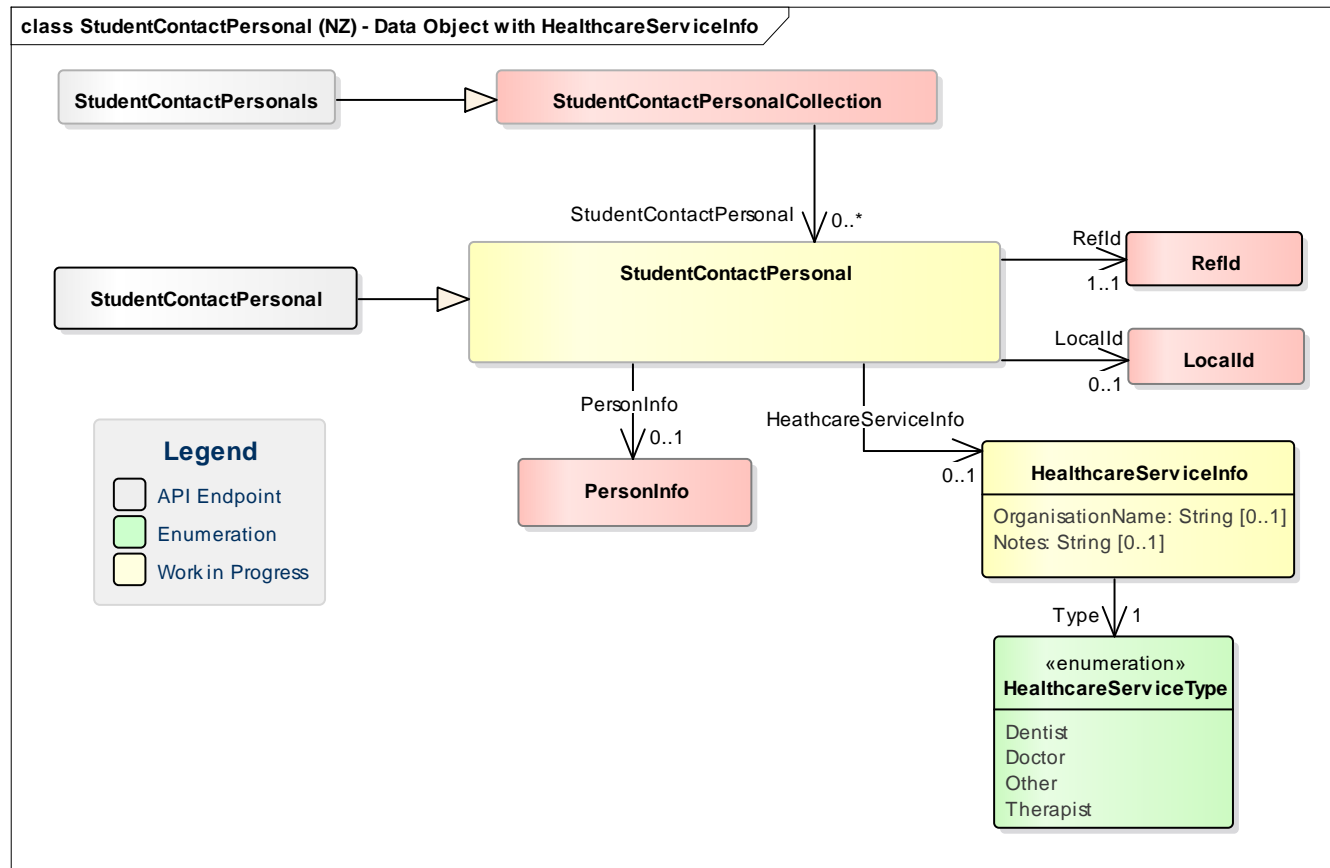 class StudentContactPersonal (NZ) - Data Object with HealthcareServiceInfo
StudentContactPersonals
StudentContactPersonalCollection
StudentContactPersonal
0..*
StudentContactPersonal
StudentContactPersonal
RefId
1..1
RefId
LocalId
0..1
LocalId
PersonInfo
0..1
PersonInfo
HeathcareServiceInfo
0..1
HealthcareServiceInfo
OrganisationName: String [0..1]
Notes: String [0..1]
Type
1
«enumeration»
HealthcareServiceType
Dentist
Doctor
Other
Therapist
Legend
API Endpoint
Enumeration
Work in Progress